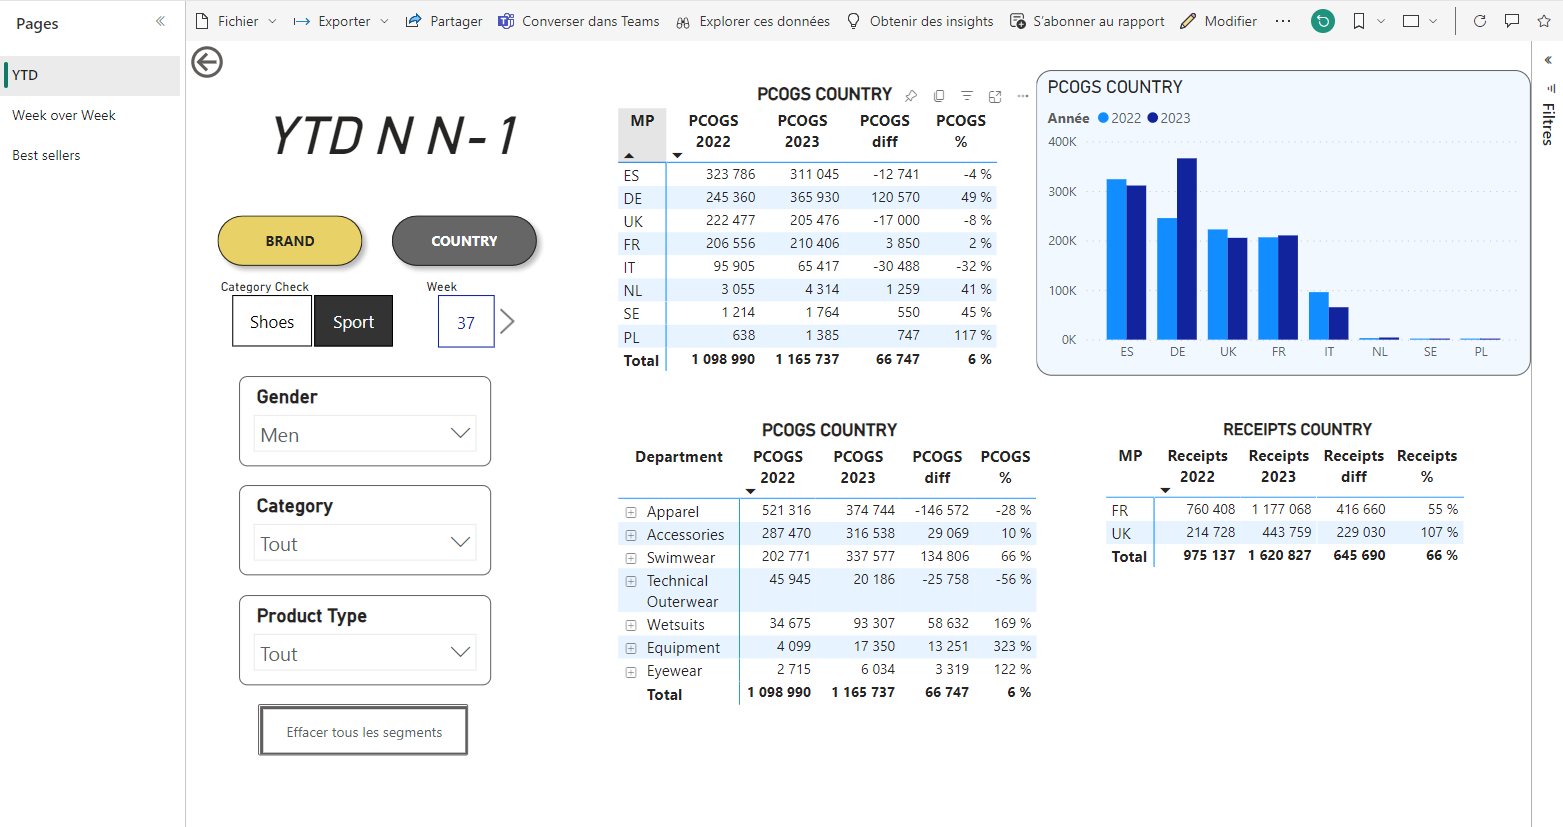 Pages
YTD
Week over Week
Best sellers
Fichier Exporter Partager Converser dans Teams Explorer ces données Obtenir des insights S'abonner au rapport Modifier
YTD N N-1
BRAND COUNTRY
Category Check Week
Shoes Sport 37
Gender
Men
Category
Tout
Product Type
Tout
Effacer tous les segments
PCOGS COUNTRY
MP PCOGS 2022 PCOGS 2023 PCOGS diff PCOGS %
ES 323 786 311 045 -12 741 -4 %
DE 245 360 365 930 120 570 49 %
UK 222 477 205 476 -17 000 -8 %
FR 206 556 210 406 3 850 2 %
IT 95 905 65 417 -30 488 -32 %
NL 3 055 4 314 1 259 41 %
SE 1 214 1 764 550 45 %
PL 638 1 385 747 117 %
Total 1 098 990 1 165 737 66 747 6 %
PCOGS COUNTRY
Année 2022 2023
400K
300K
200K
100K
0K
ES DE UK FR IT NL SE PL
Filtres
PCOGS COUNTRY
Department PCOGS 2022 PCOGS 2023 PCOGS diff PCOGS %
Apparel 521 316 374 744 -146 572 -28 %
Accessories 287 470 316 538 29 069 10 %
Swimwear 202 771 337 577 134 806 66 %
Technical 45 945 20 186 -25 758 -56 %
Outerwear
Wetsuits 34 675 93 307 58 632 169 %
Equipment 4 099 17 350 13 251 323 %
Eyewear 2 715 6 034 3 319 122 %
Total 1 098 990 1 165 737 66 747 6 %
RECEIPTS COUNTRY
MP Receipts 2022 Receipts 2023 Receipts diff Receipts %
FR 760 408 1 177 068 416 660 55 %
UK 214 728 443 759 229 030 107 %
Total 975 137 1 620 827 645 690 66 %